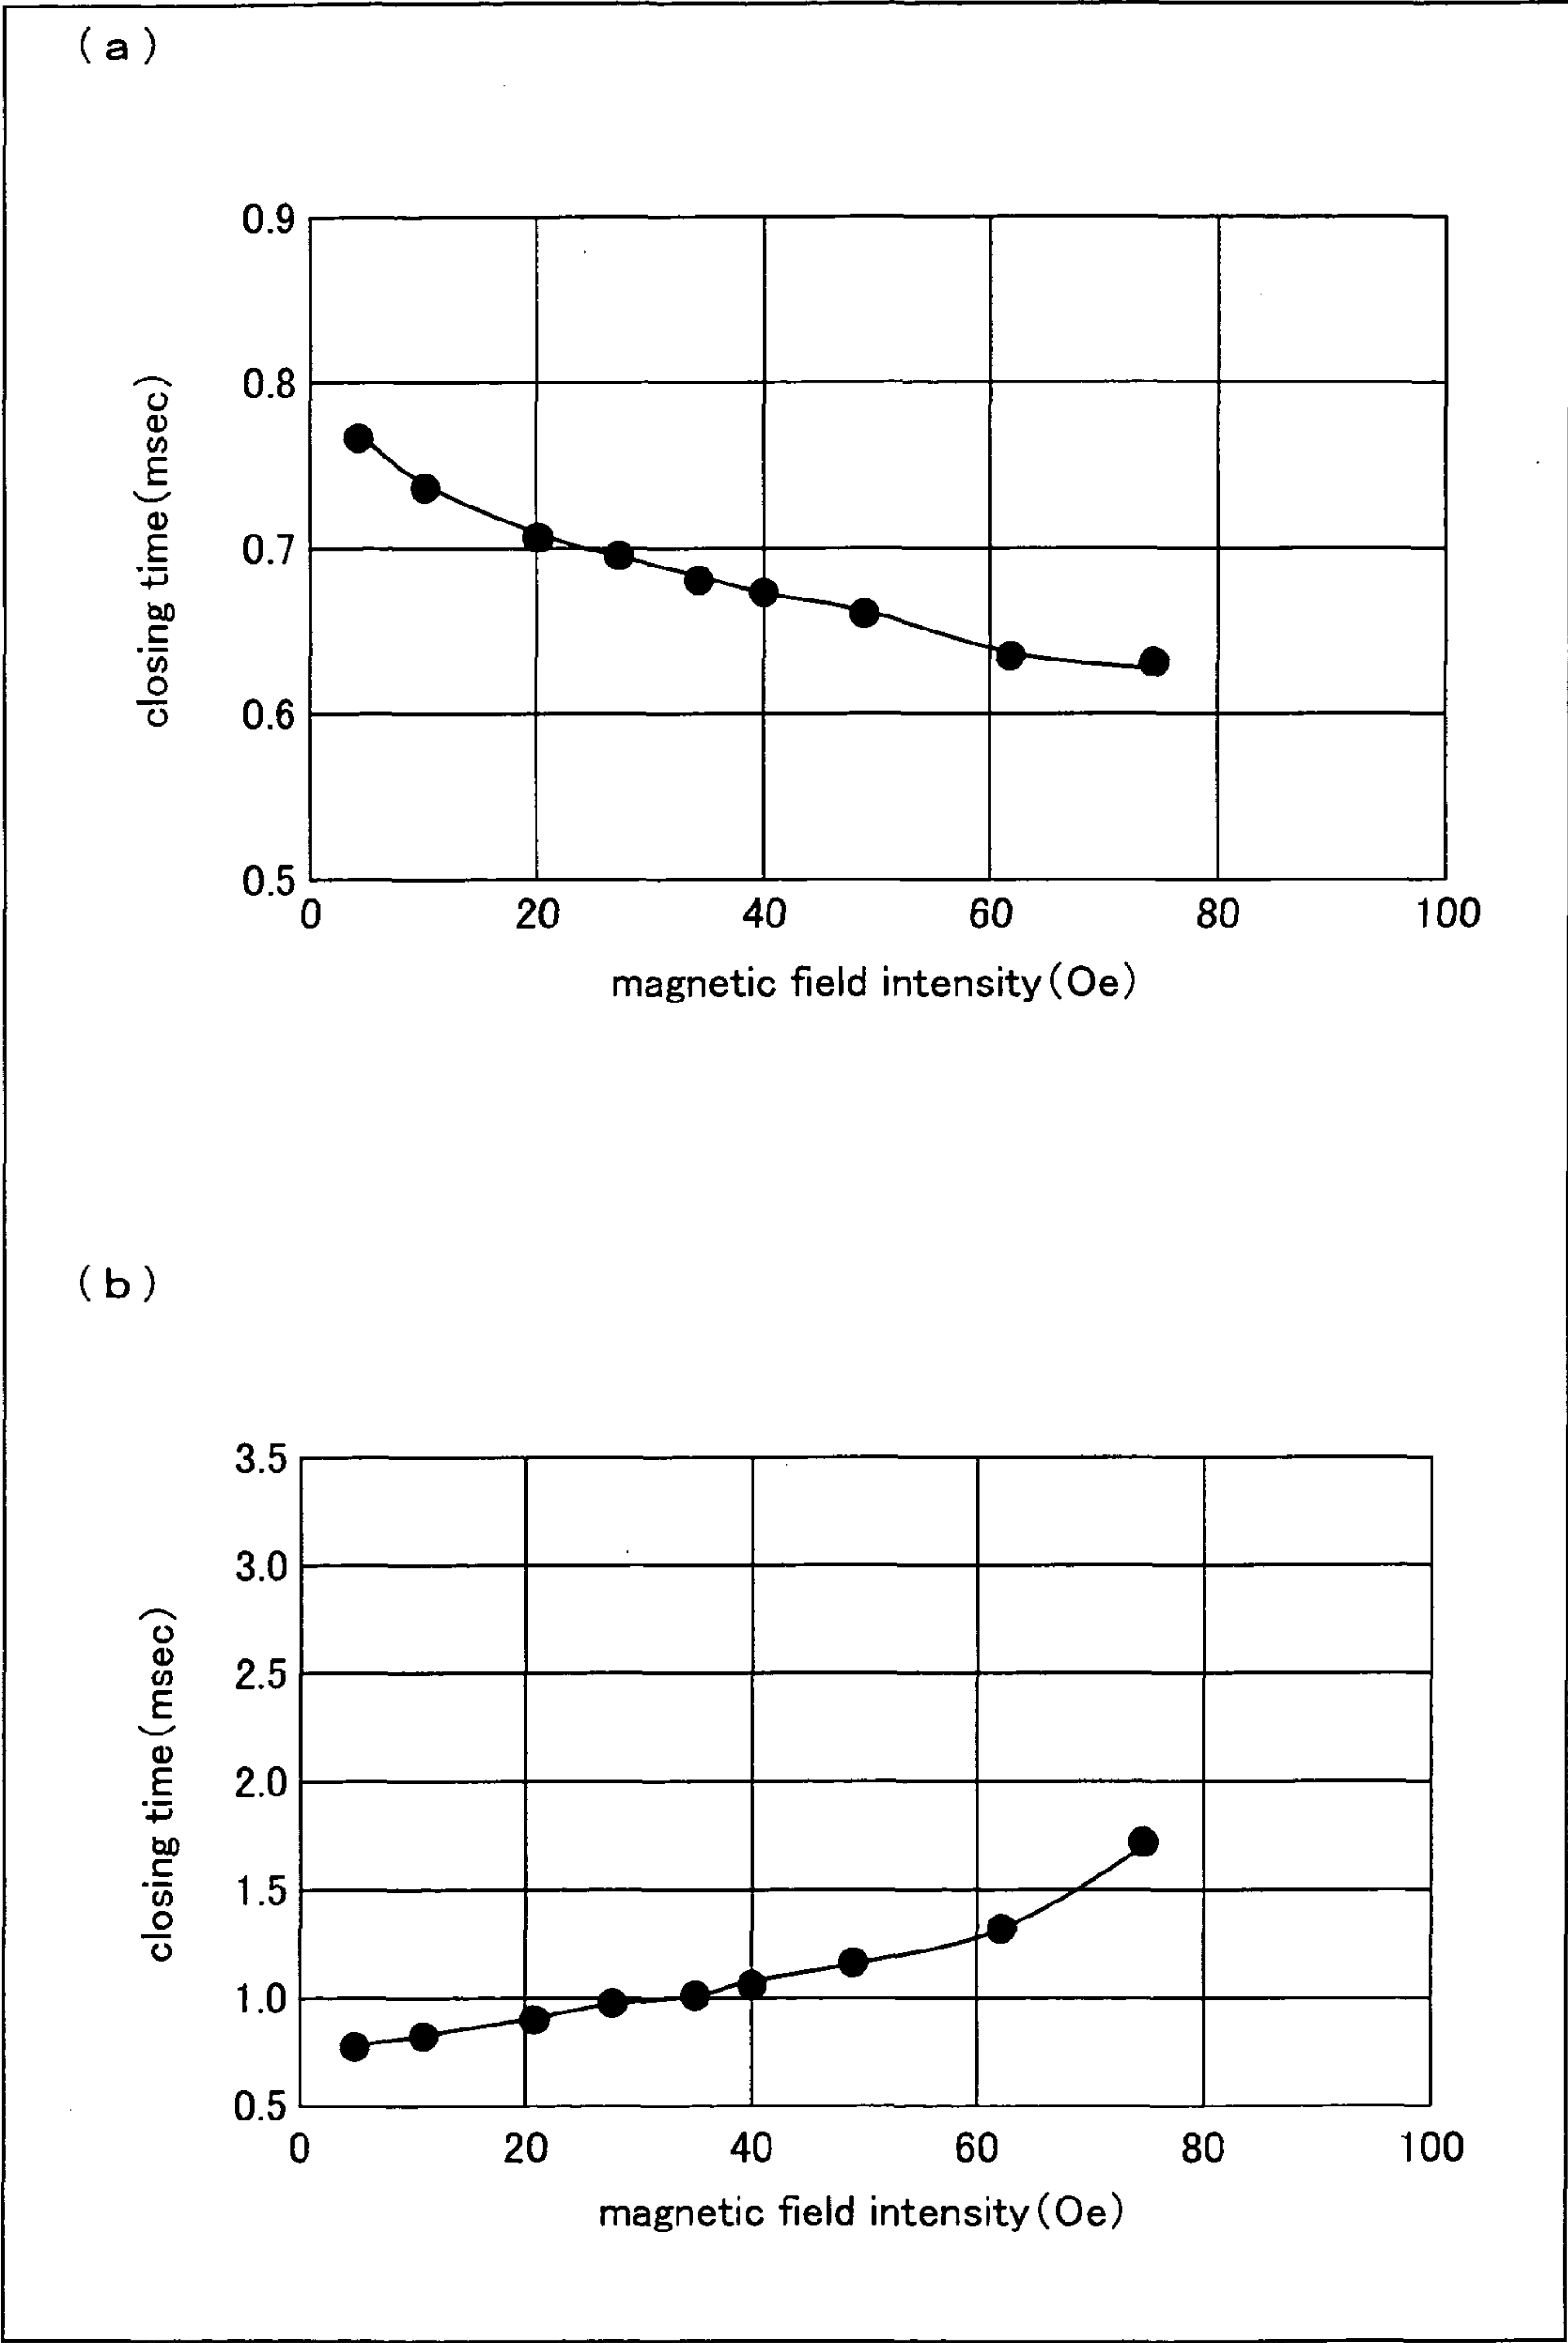 (a)
0.9
0.8
0.7
0.6
0.5
closing time(msec)
0 20 40 60 80 100
magnetic field intensity(Oe)
(b)
3.5
3.0
2.5
2.0
1.5
1.0
0.5
closing time(msec)
0 20 40 60 80 100
magnetic field intensity(Oe)